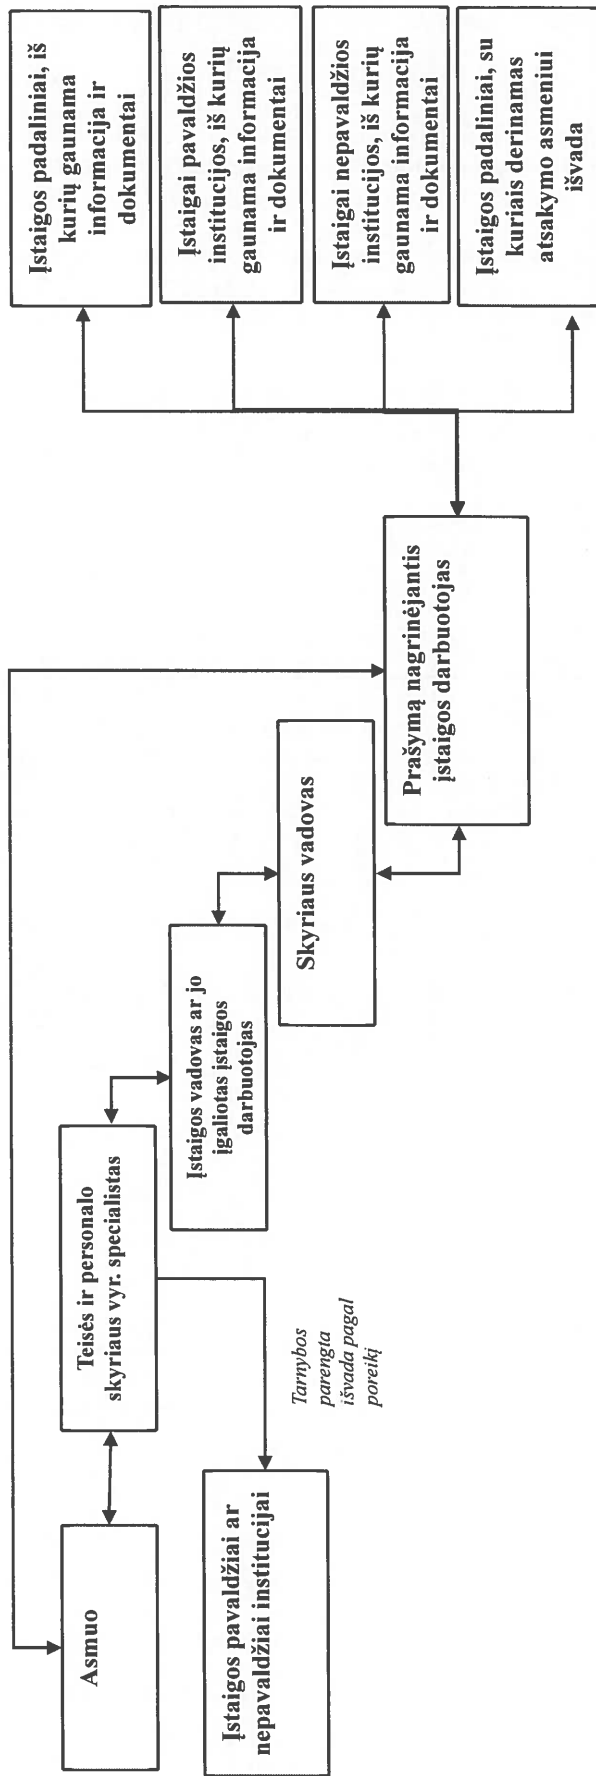 Asmuo
Teisės ir personalo
skyriaus vyr. specialistas
Įstaigos pavaldžiai ar
nepavaldžiai institucijai
Tarnybos
parengta
išvada pagal
poreikį
Įstaigos vadovas ar jo
įgaliotas įstaigos
darbuotojas
Skyriaus vadovas
Prašymą nagrinėjantis
įstaigos darbuotojas
Įstaigos padaliniai, iš
kurių gaunama
informacija ir
dokumentai
Įstaigai pavaldžios
institucijos, iš kurių
gaunama informacija
ir dokumentai
Įstaigai nepavaldžios
institucijos, iš kurių
gaunama informacija
ir dokumentai
Įstaigos padaliniai, su
kuriais derinamas
atsakymo asmeniui
išvada